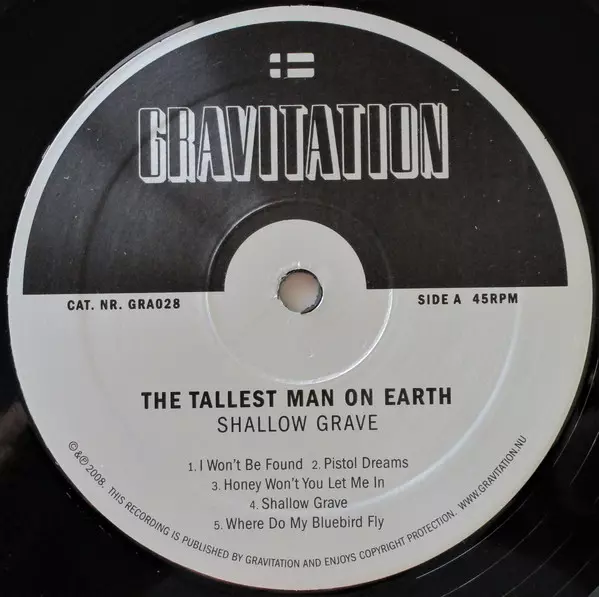 GRAVITATION
CAT. NR. GRA028
SIDE A 45RPM
THE TALLEST MAN ON EARTH
SHALLOW GRAVE
1. I Won't Be Found 2. Pistol Dreams
3. Honey Won't You Let Me In
4. Shallow Grave
5. Where Do My Bluebird Fly
©&℗ 2008. THIS RECORDING IS PUBLISHED BY GRAVITATION AND ENJOYS COPYRIGHT PROTECTION. WWW.GRAVITATION.NU